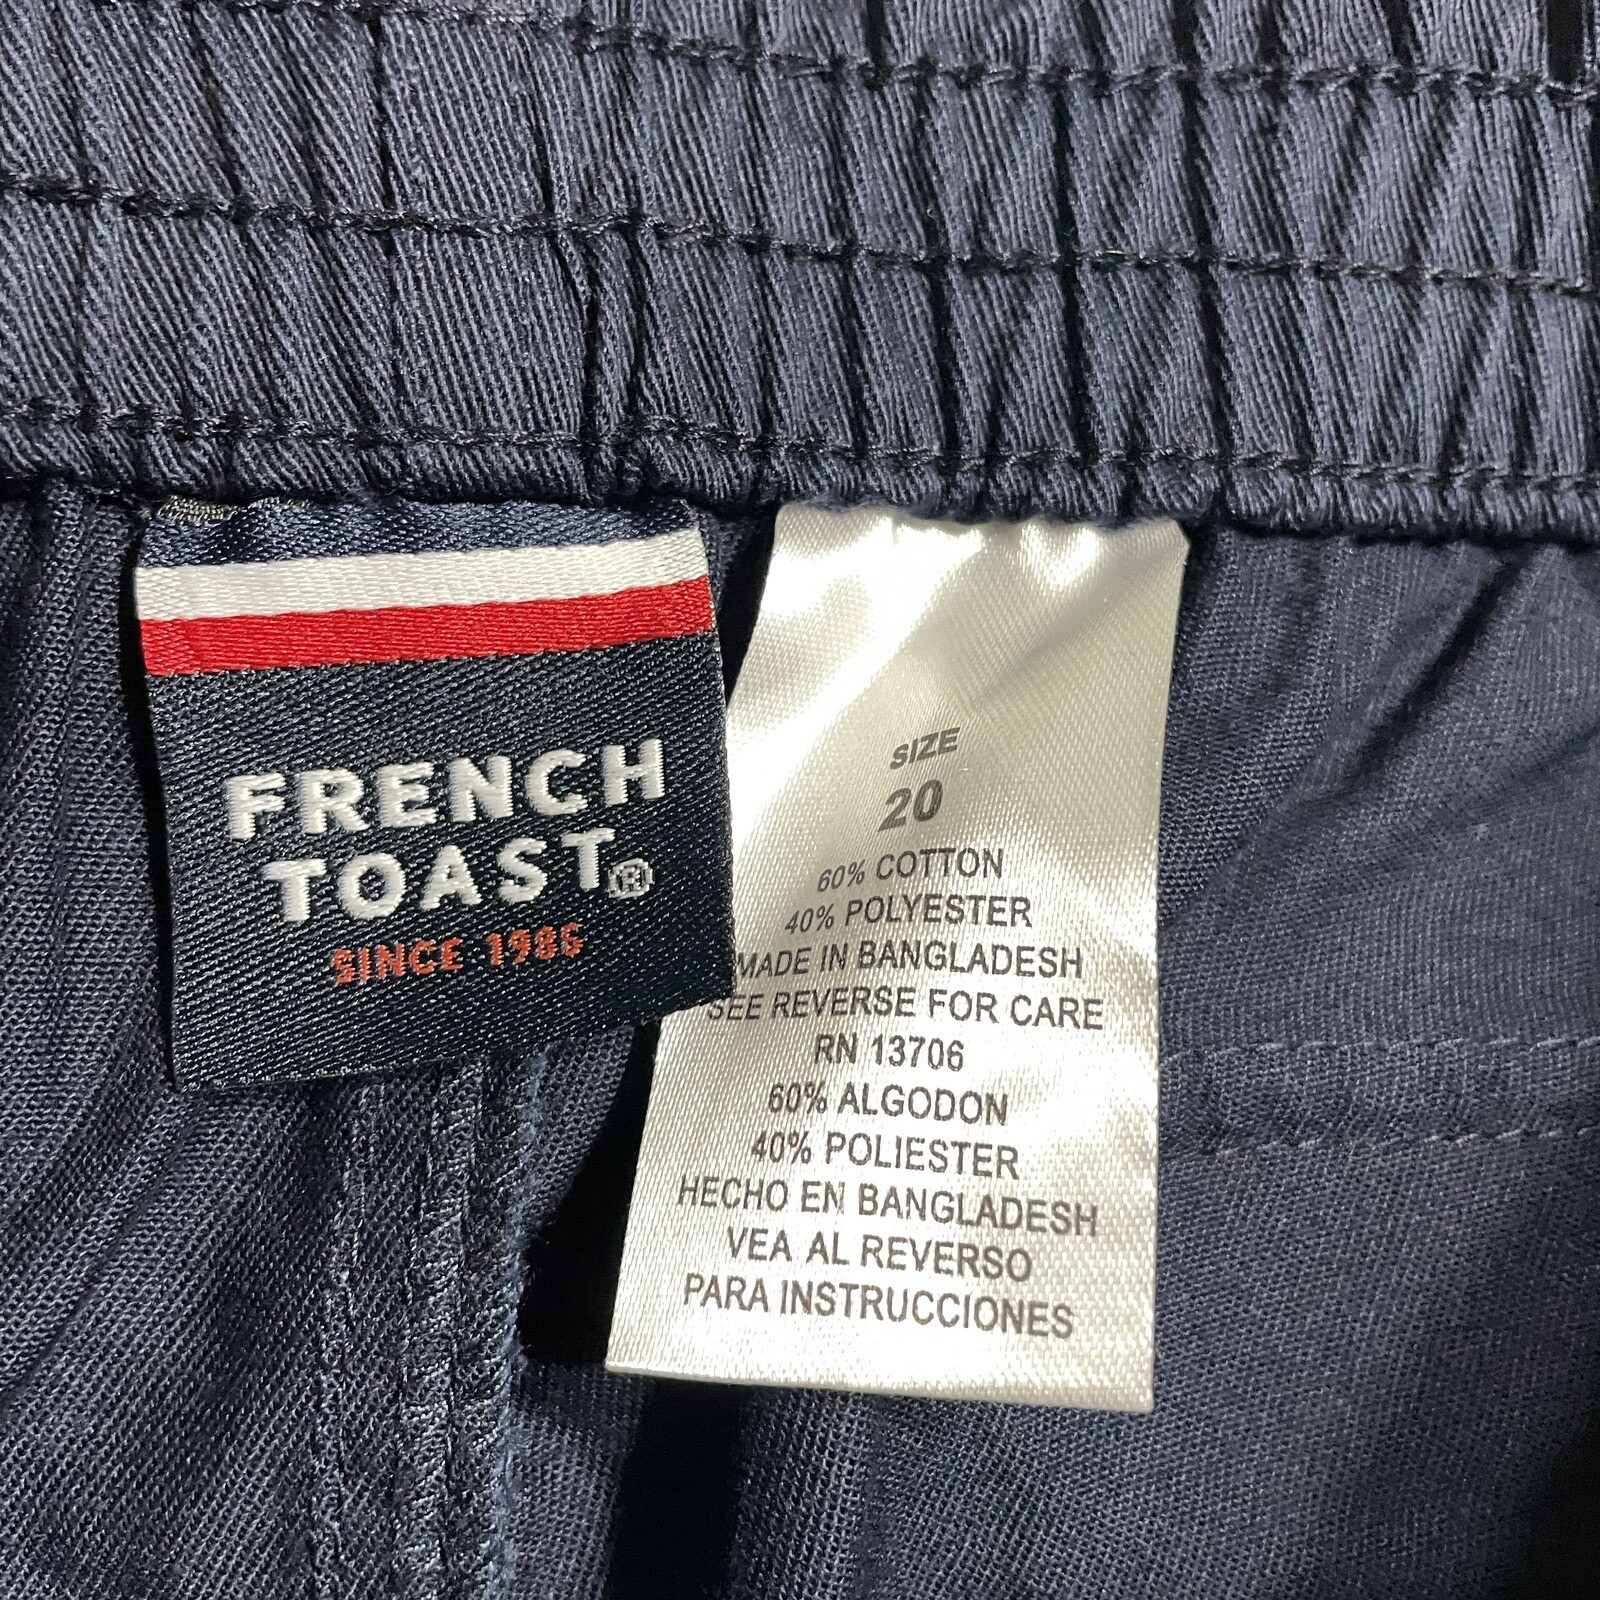 FRENCH
TOAST®
SINCE 1986
SIZE
20
60% COTTON
40% POLYESTER
MADE IN BANGLADESH
SEE REVERSE FOR CARE
RN 13706
60% ALGODON
40% POLIESTER
HECHO EN BANGLADESH
VEA AL REVERSO
PARA INSTRUCCIONES